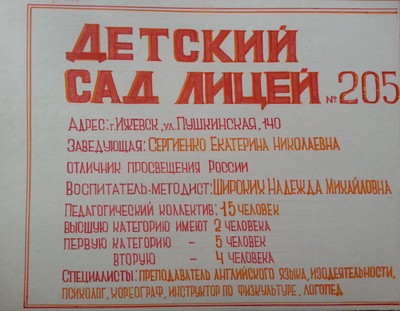 ДЕТСКИЙ
САД ЛИЦЕЙ № 205
АДРЕС: г. ИЖЕВСК, ул. ПУШКИНСКАЯ, 140
ЗАВЕДУЮЩАЯ: СЕРГИЕНКО ЕКАТЕРИНА НИКОЛАЕВНА
ОТЛИЧНИК ПРОСВЕЩЕНИЯ РОССИИ
ВОСПИТАТЕЛЬ-МЕТОДИСТ: ШИРОКИХ НАДЕЖДА МИХАЙЛОВНА
ПЕДАГОГИЧЕСКИЙ КОЛЛЕКТИВ: 15 ЧЕЛОВЕК
ВЫСШУЮ КАТЕГОРИЮ ИМЕЮТ 2 ЧЕЛОВЕКА
ПЕРВУЮ КАТЕГОРИЮ - 5 ЧЕЛОВЕК
ВТОРУЮ - 4 ЧЕЛОВЕКА
СПЕЦИАЛИСТЫ: ПРЕПОДАВАТЕЛЬ АНГЛИЙСКОГО ЯЗЫКА, ИЗОДЕЯТЕЛЬНОСТИ,
ПСИХОЛОГ, ХОРЕОГРАФ, ИНСТРУКТОР ПО ФИЗКУЛЬТУРЕ, ЛОГОПЕД